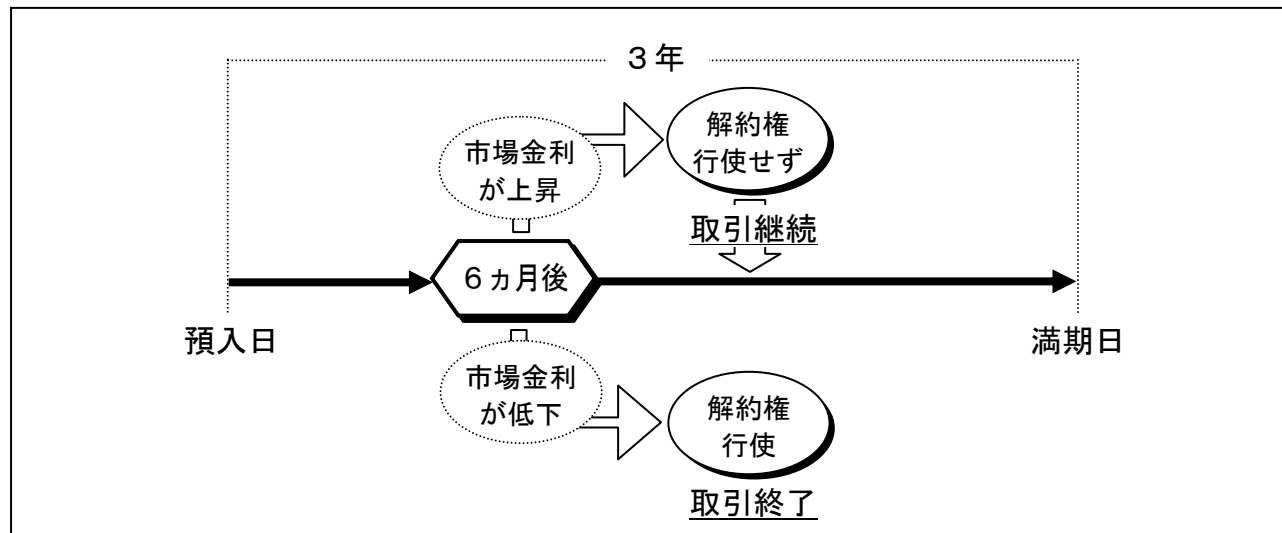 3年
市場金利
が上昇
解約権
行使せず
取引継続
6ヵ月後
預入日
満期日
市場金利
が低下
解約権
行使
取引終了